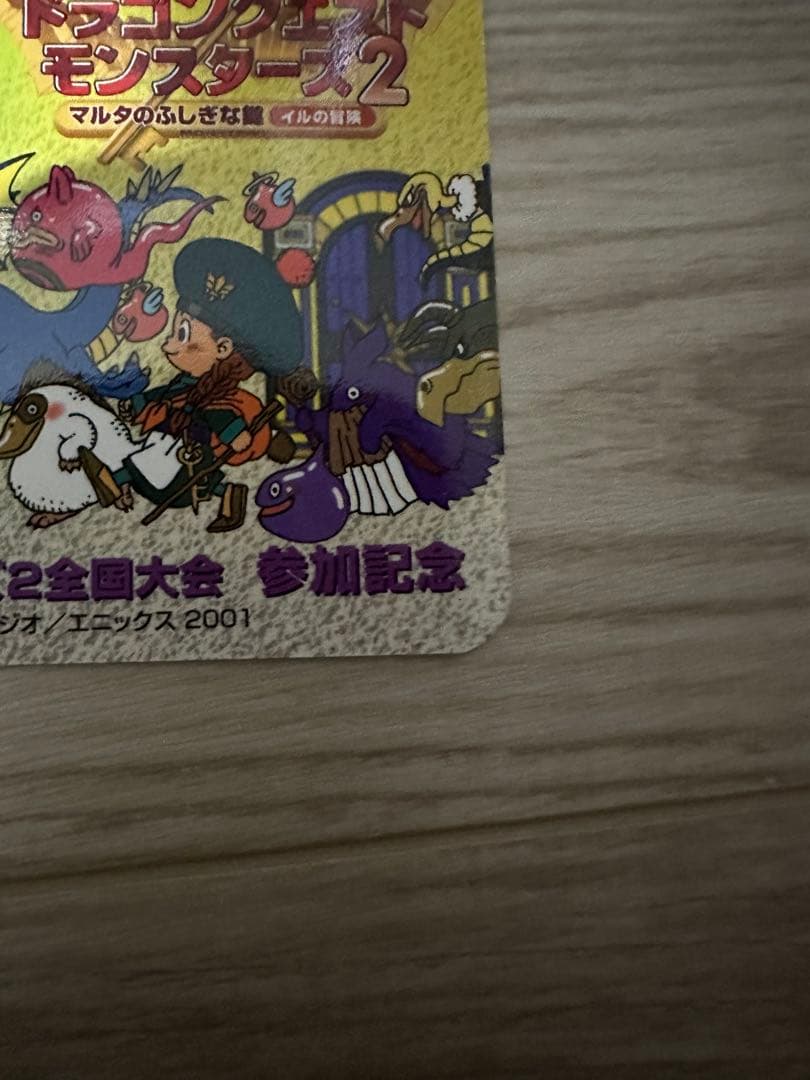 ドラゴンクエスト
モンスターズ2
マルタのふしぎな鍵 イルの冒険
2全国大会 参加記念
ジオ／エニックス 2001